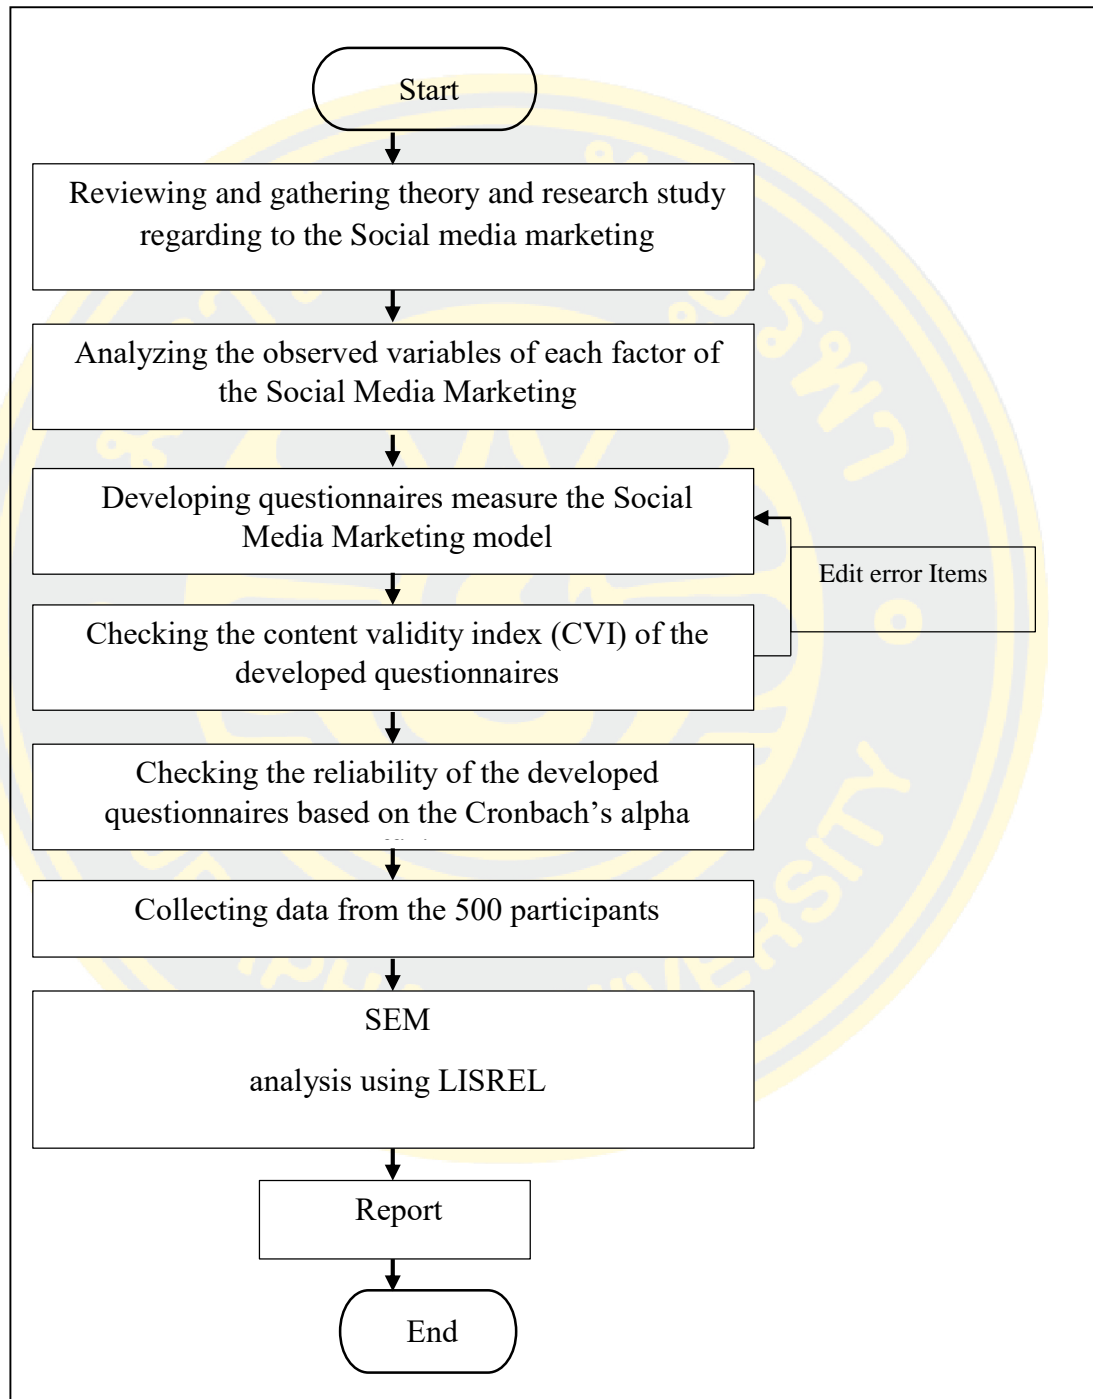 Start
Reviewing and gathering theory and research study
regarding to the Social media marketing
Analyzing the observed variables of each factor of
the Social Media Marketing
Developing questionnaires measure the Social
Media Marketing model
Edit error Items
Checking the content validity index (CVI) of the
developed questionnaires
Checking the reliability of the developed
questionnaires based on the Cronbach’s alpha
Collecting data from the 500 participants
SEM
analysis using LISREL
Report
End